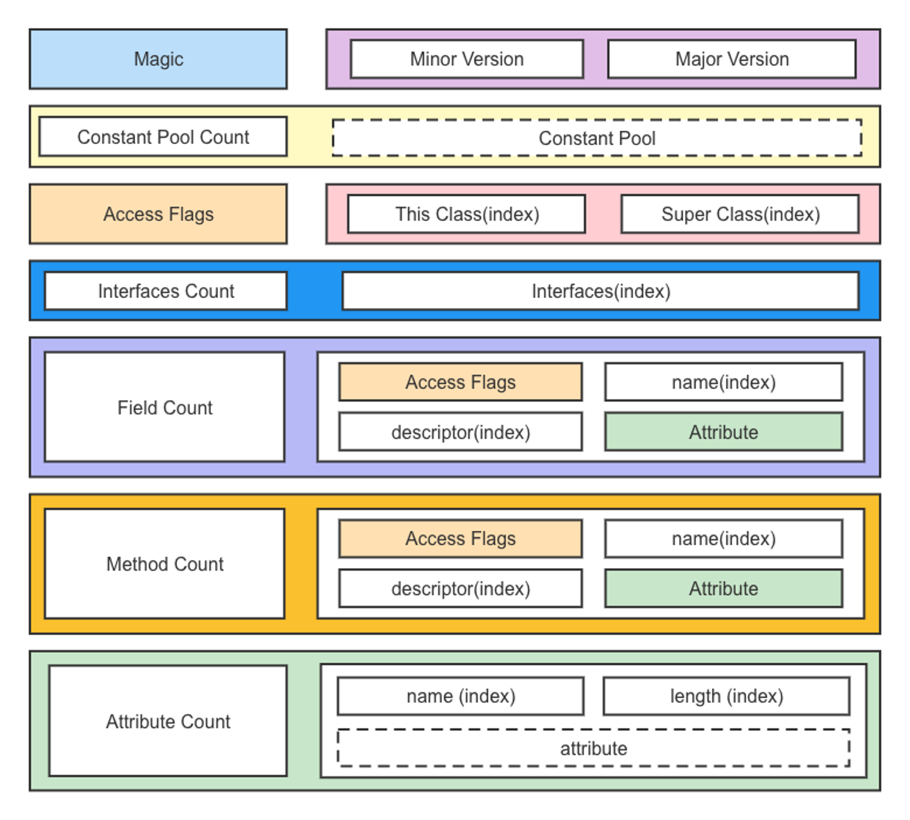 Magic
Minor Version
Major Version
Constant Pool Count
Constant Pool
Access Flags
This Class(index)
Super Class(index)
Interfaces Count
Interfaces(index)
Field Count
Access Flags
name(index)
descriptor(index)
Attribute
Method Count
Access Flags
name(index)
descriptor(index)
Attribute
Attribute Count
name (index)
length (index)
attribute